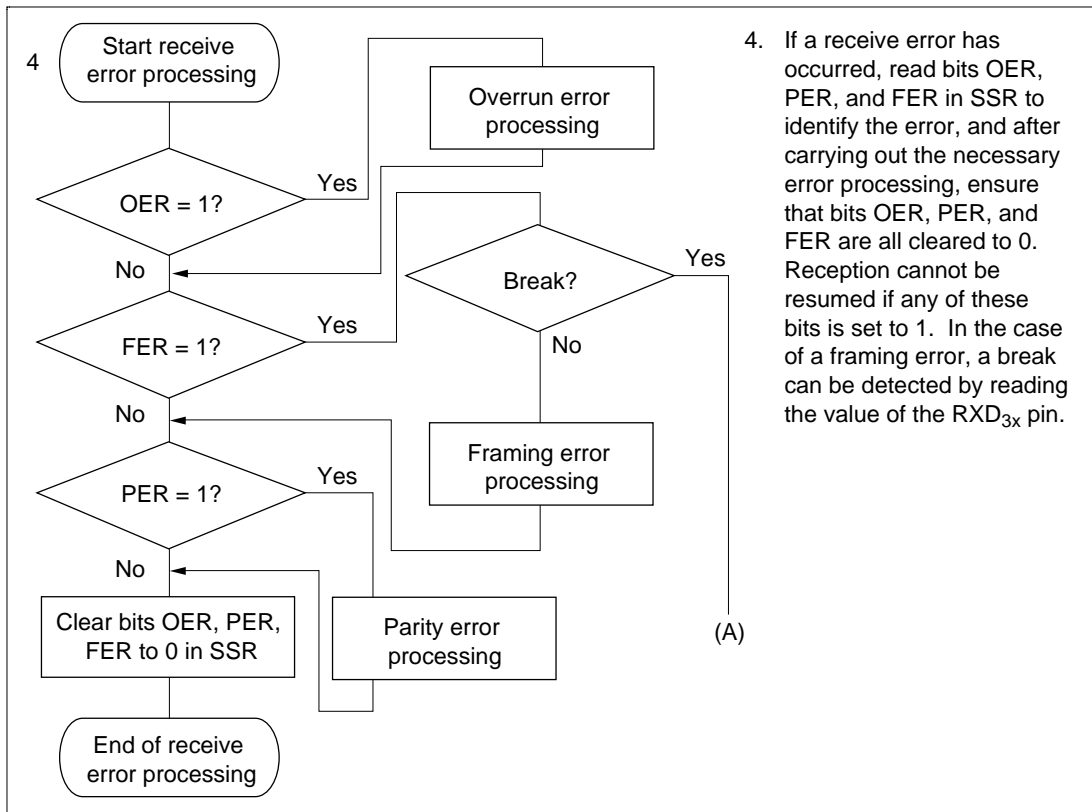 4
Start receive
error processing
Overrun error
processing
Yes
OER = 1?
No
Yes
Break?
Yes
FER = 1?
No
No
Framing error
processing
Yes
PER = 1?
No
Clear bits OER, PER,
FER to 0 in SSR
Parity error
processing
(A)
End of receive
error processing
4. If a receive error has
occurred, read bits OER,
PER, and FER in SSR to
identify the error, and after
carrying out the necessary
error processing, ensure
that bits OER, PER, and
FER are all cleared to 0.
Reception cannot be
resumed if any of these
bits is set to 1. In the case
of a framing error, a break
can be detected by reading
the value of the RXD3x pin.